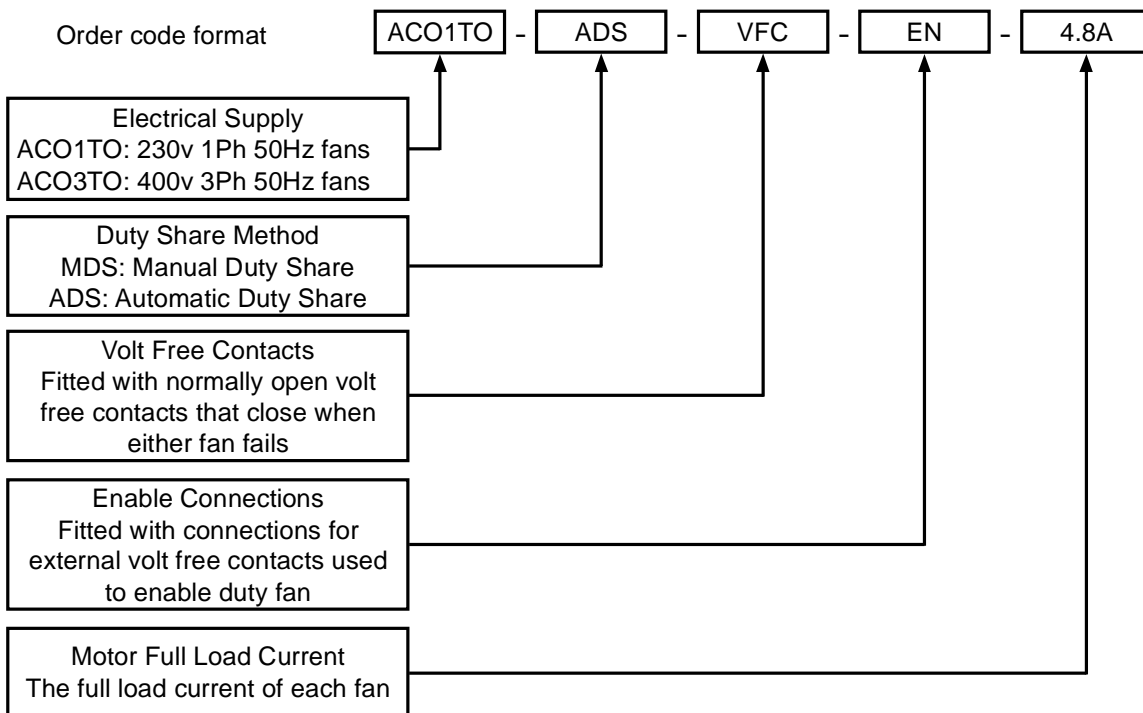 Order code format ACO1TO - ADS - VFC - EN - 4.8A
Electrical Supply
ACO1TO: 230v 1Ph 50Hz fans
ACO3TO: 400v 3Ph 50Hz fans
Duty Share Method
MDS: Manual Duty Share
ADS: Automatic Duty Share
Volt Free Contacts
Fitted with normally open volt
free contacts that close when
either fan fails
Enable Connections
Fitted with connections for
external volt free contacts used
to enable duty fan
Motor Full Load Current
The full load current of each fan